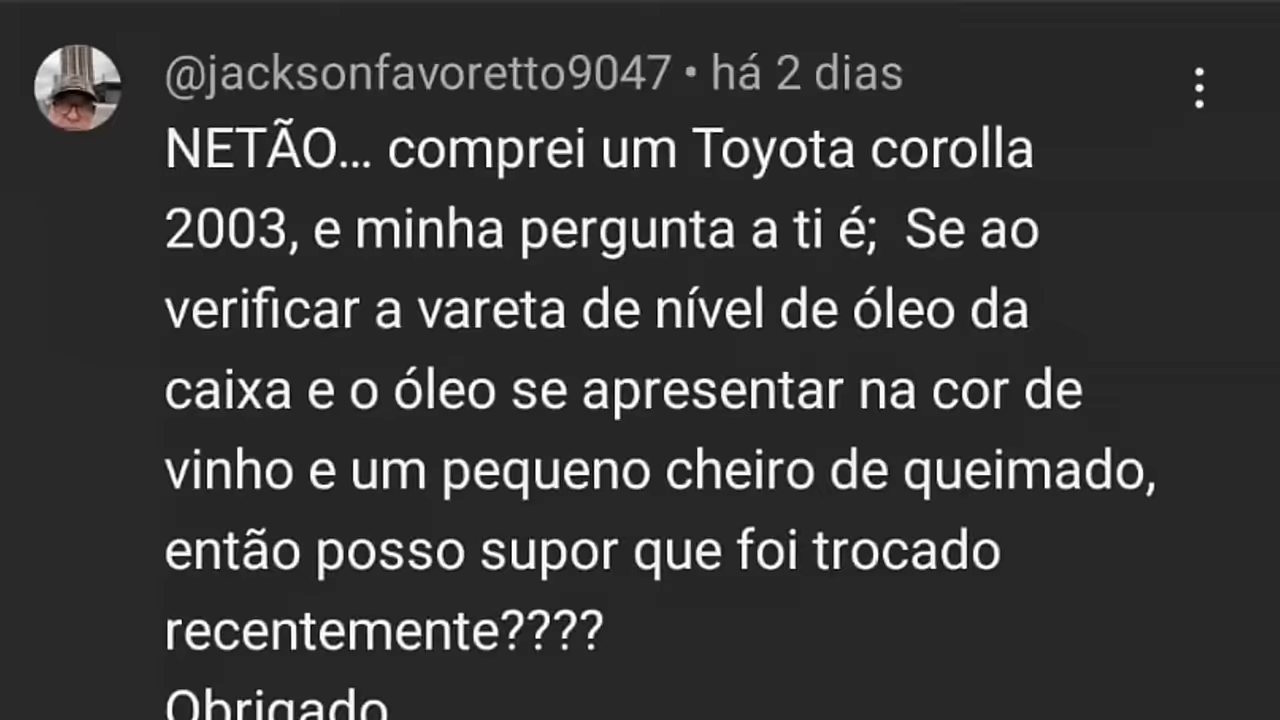 @jacksonfavoretto9047 • há 2 dias
NETÃO... comprei um Toyota corolla
2003, e minha pergunta a ti é;  Se ao
verificar a vareta de nível de óleo da
caixa e o óleo se apresentar na cor de
vinho e um pequeno cheiro de queimado,
então posso supor que foi trocado
recentemente????
Obrigado